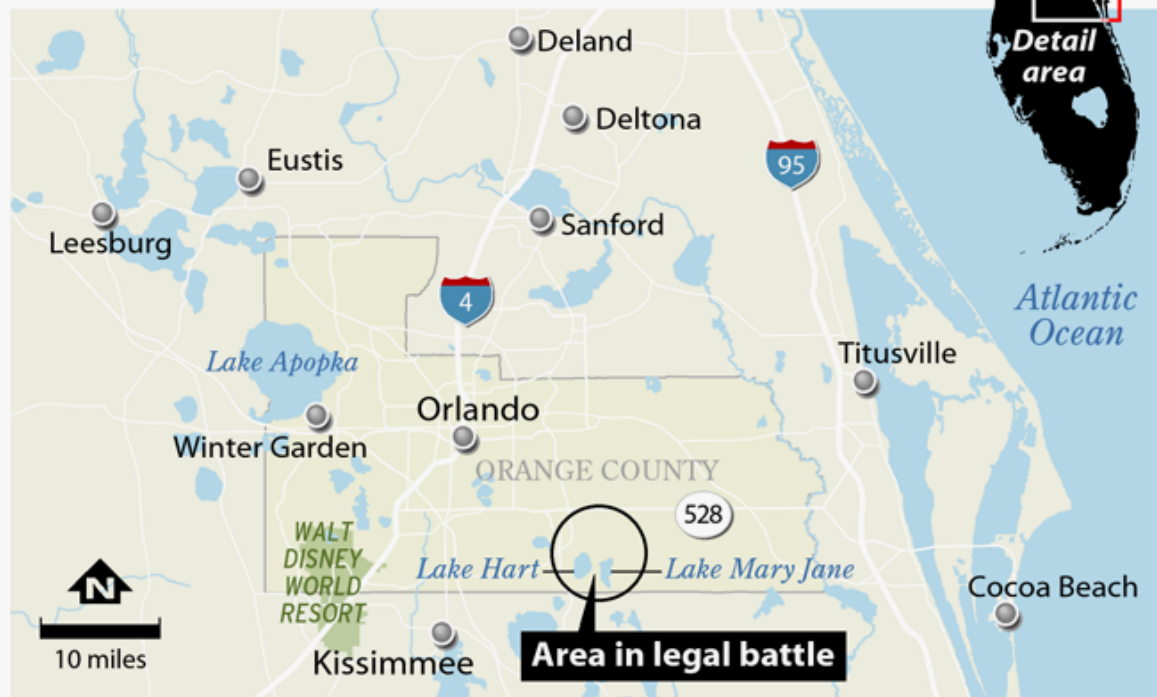 Deland
Detail
area
Deltona
95
Eustis
Sanford
Leesburg
4
Atlantic
Ocean
Lake Apopka
Titusville
Orlando
Winter Garden
ORANGE COUNTY
528
WALT
DISNEY
WORLD
RESORT
Lake Hart
Lake Mary Jane
N
Cocoa Beach
10 miles
Kissimmee
Area in legal battle